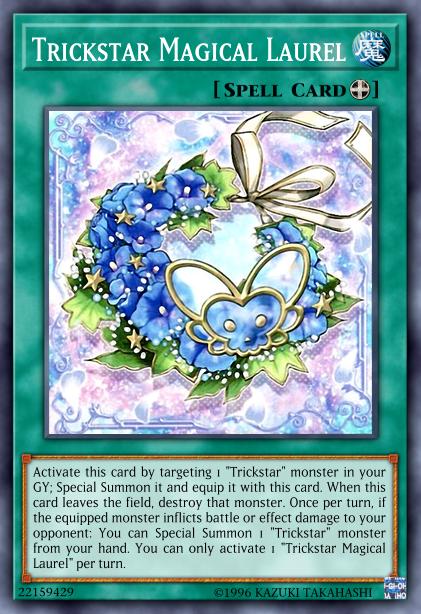 TRICKSTAR MAGICAL LAUREL
SPELL
魔
[SPELL CARD]
Activate this card by targeting 1 "Trickstar" monster in your
GY; Special Summon it and equip it with this card. When this
card leaves the field, destroy that monster. Once per turn, if
the equipped monster inflicts battle or effect damage to your
opponent: You can Special Summon 1 "Trickstar" monster
from your hand. You can only activate 1 "Trickstar Magical
Laurel" per turn.
22159429
©1996 KAZUKI TAKAHASHI